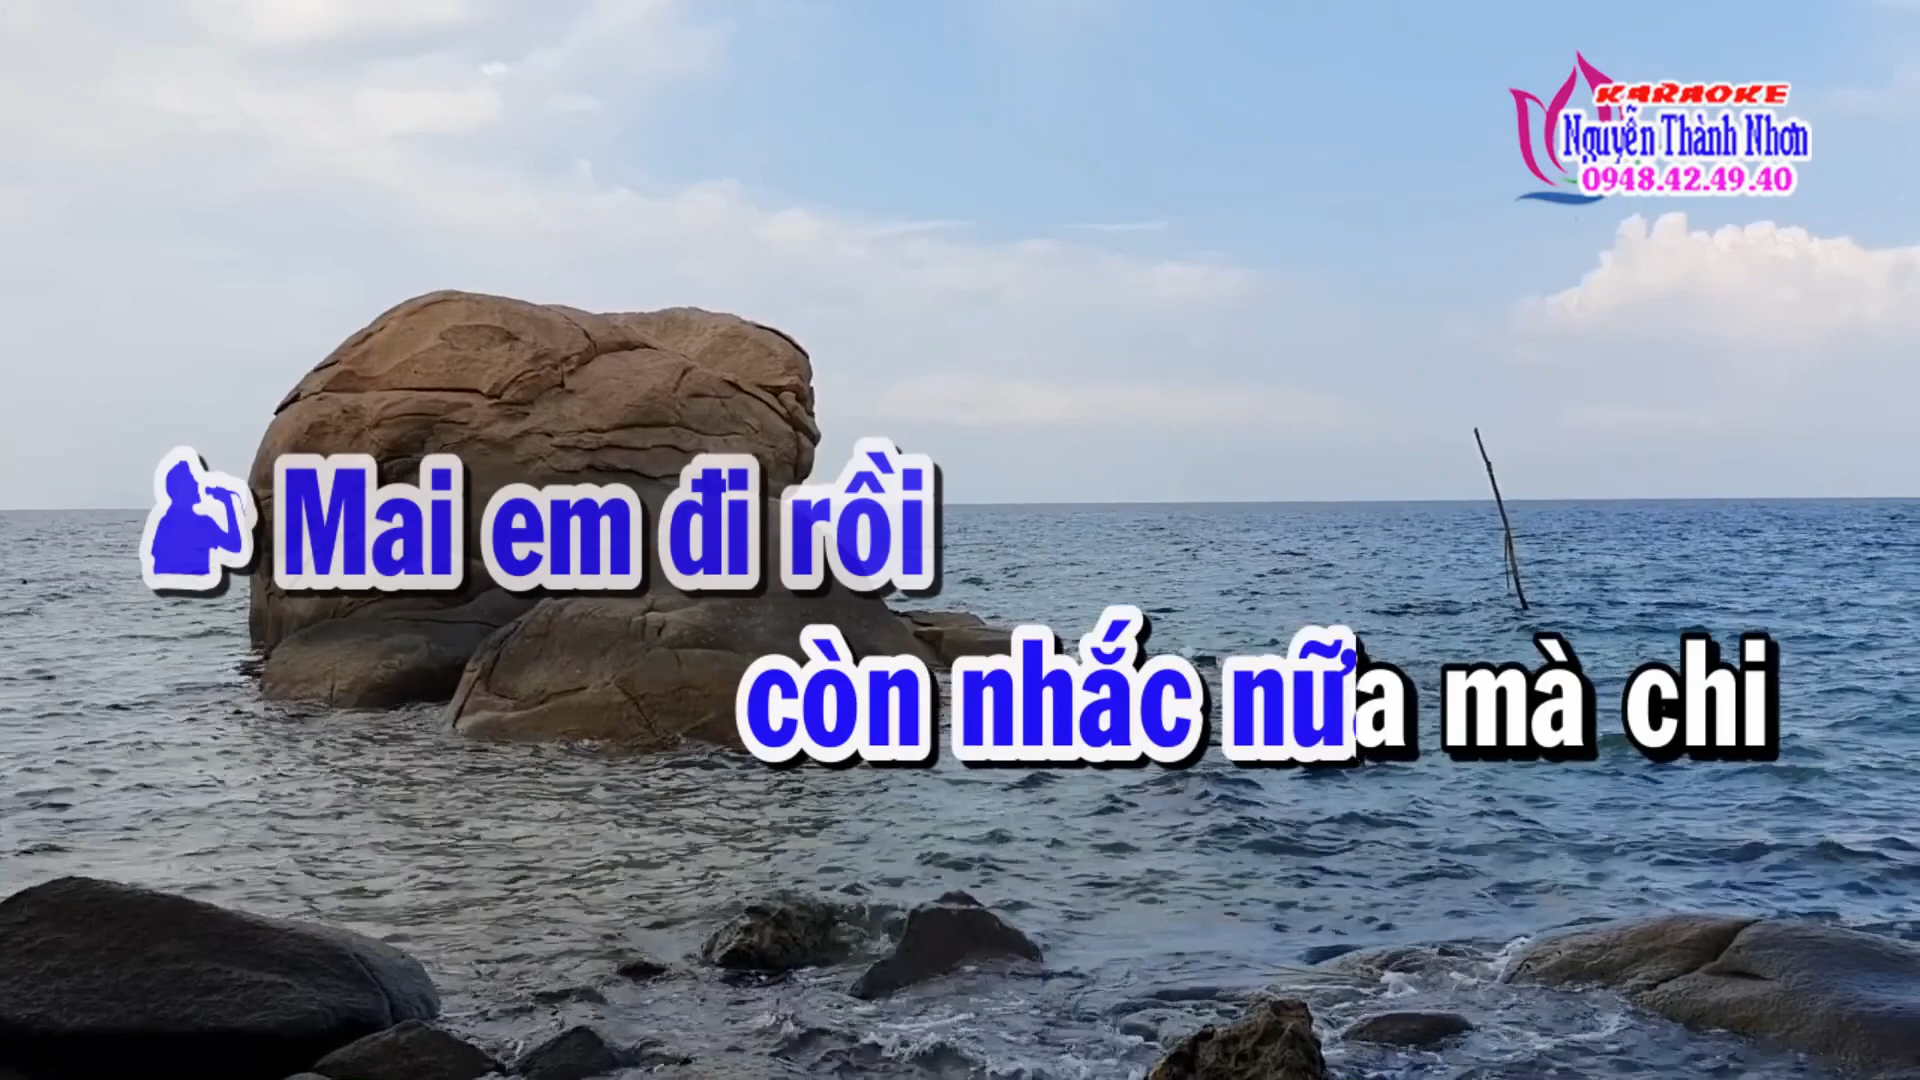 KARAOKE
Nguyễn Thành Nhơn
0948.42.49.40
Mai em đi rồi
còn nhắc nữa mà chi